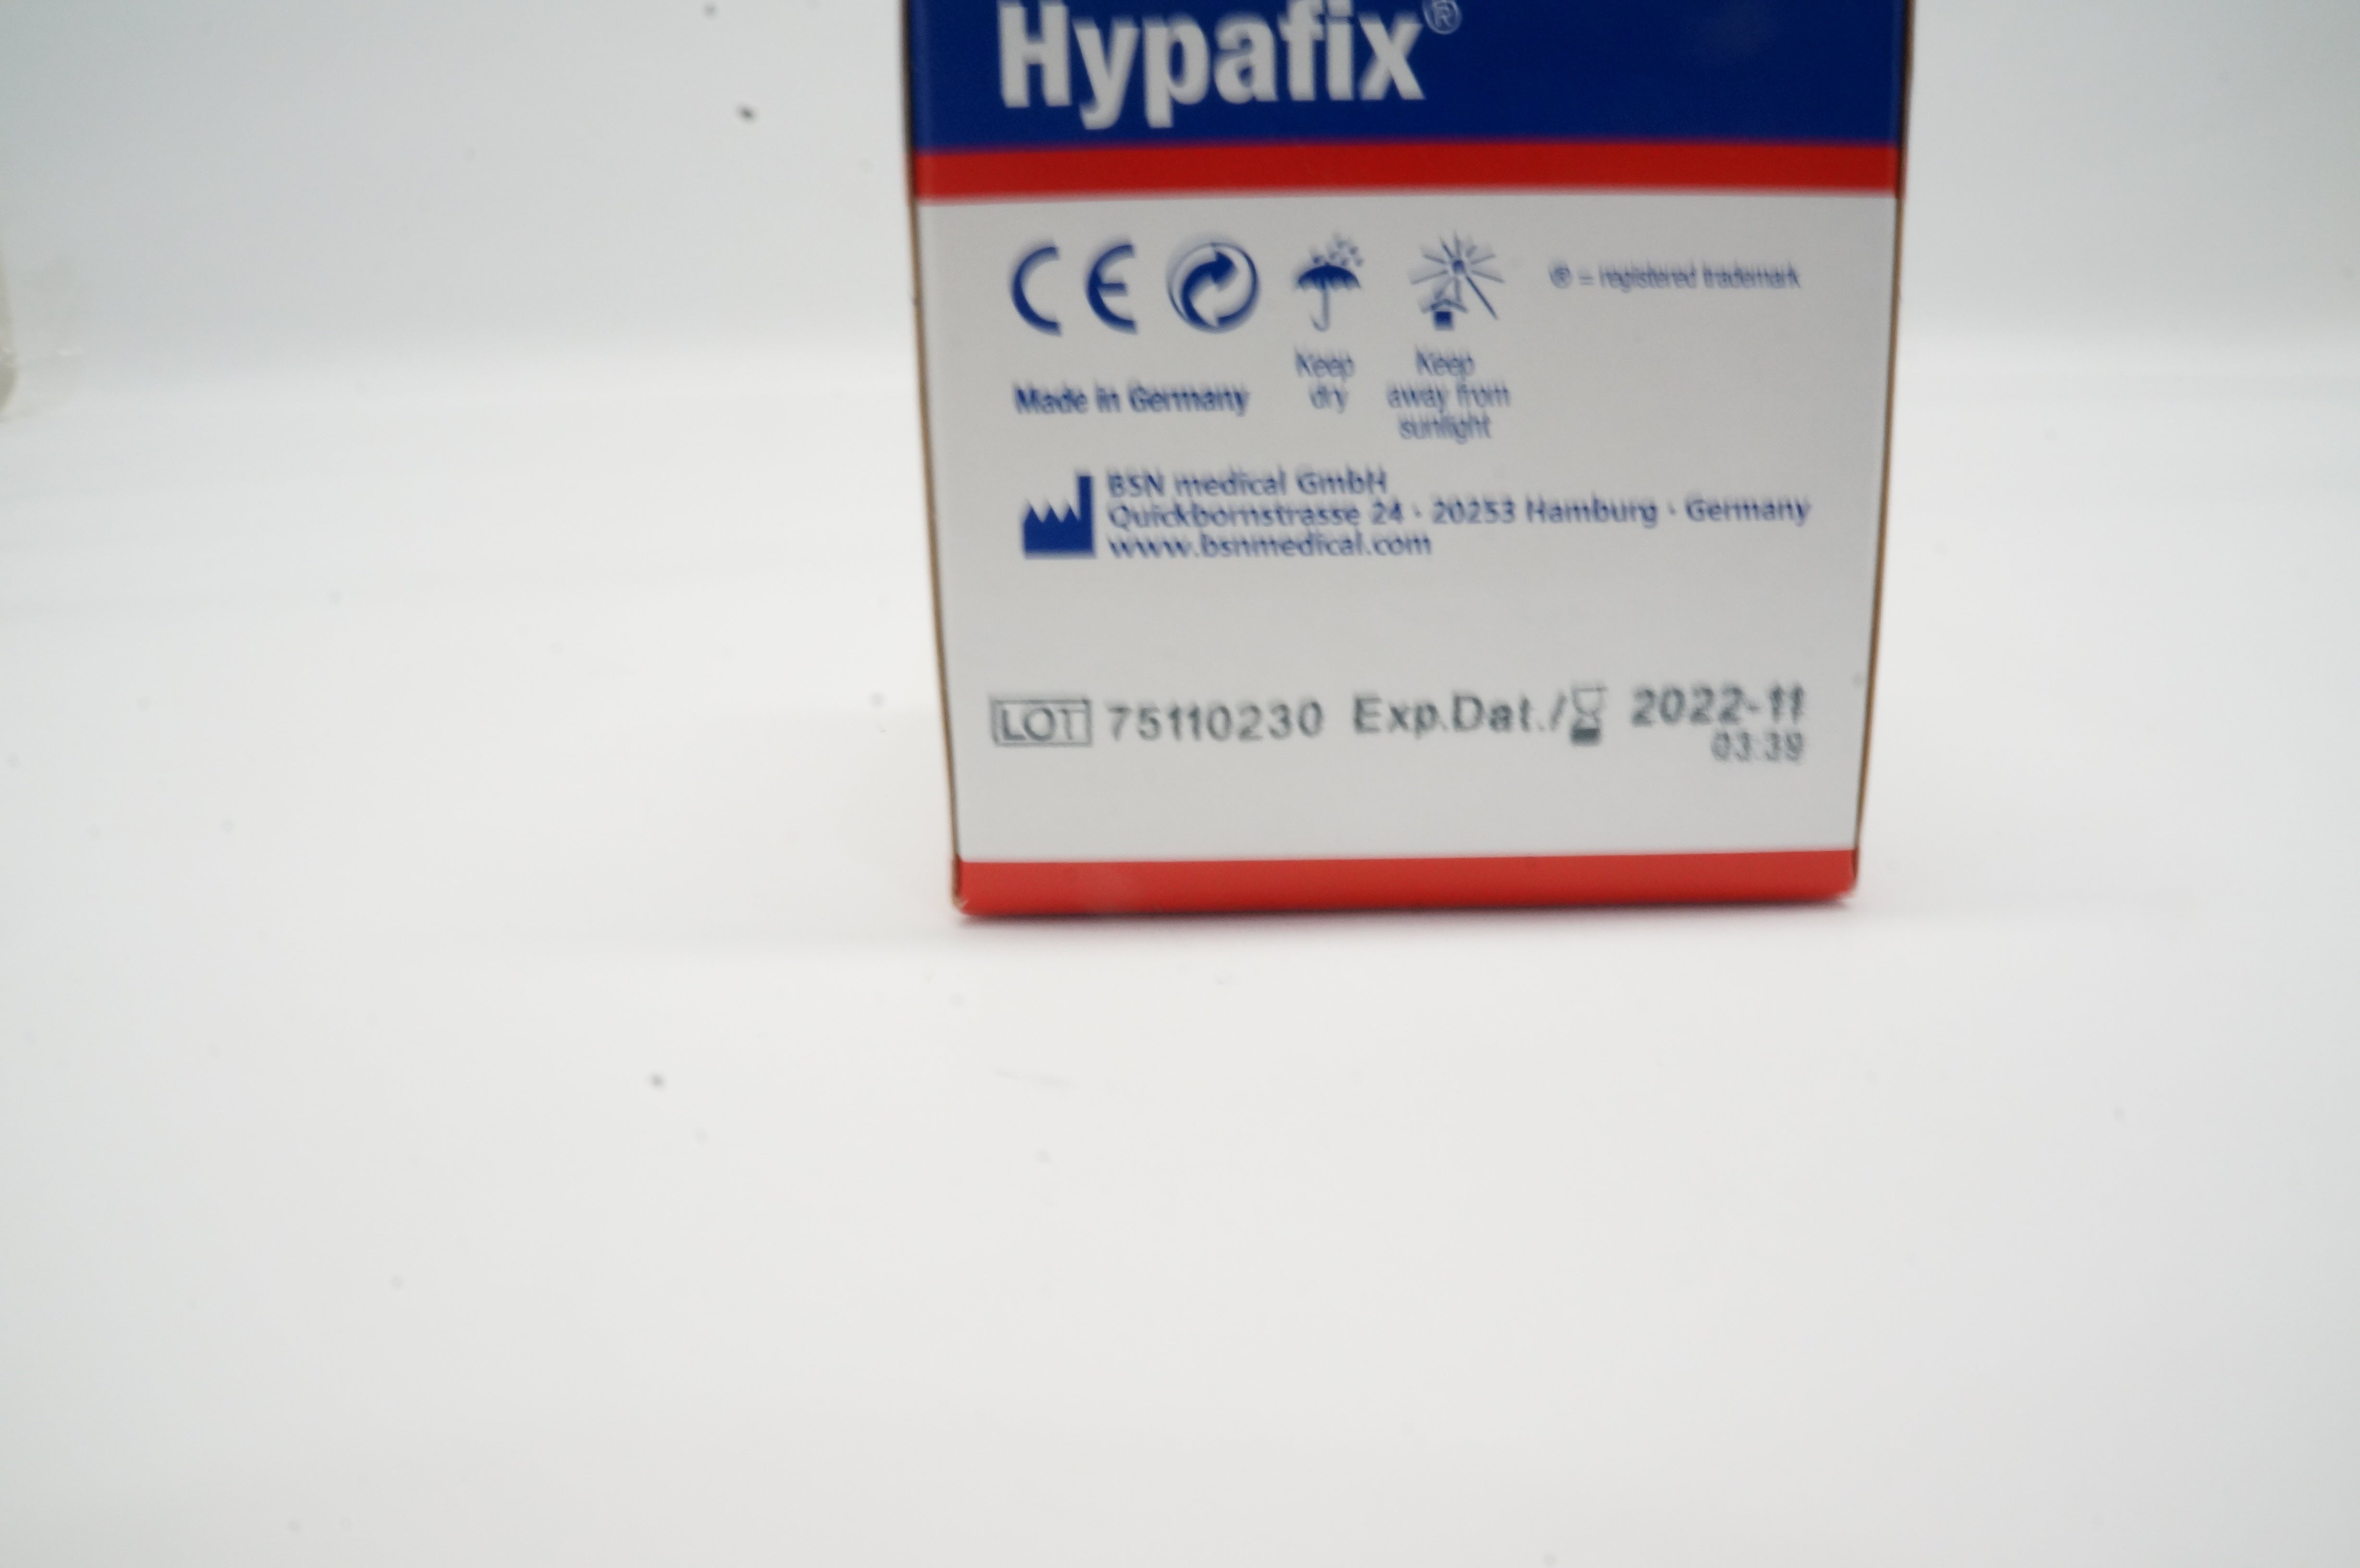 Hypafix®
CE
® = registered trademark
Keep dry
Keep away from sunlight
Made in Germany
BSN medical GmbH
Quickbornstrasse 24 · 20253 Hamburg · Germany
www.bsnmedical.com
LOT 75110230 Exp.Dat./ 2022-11
03:39